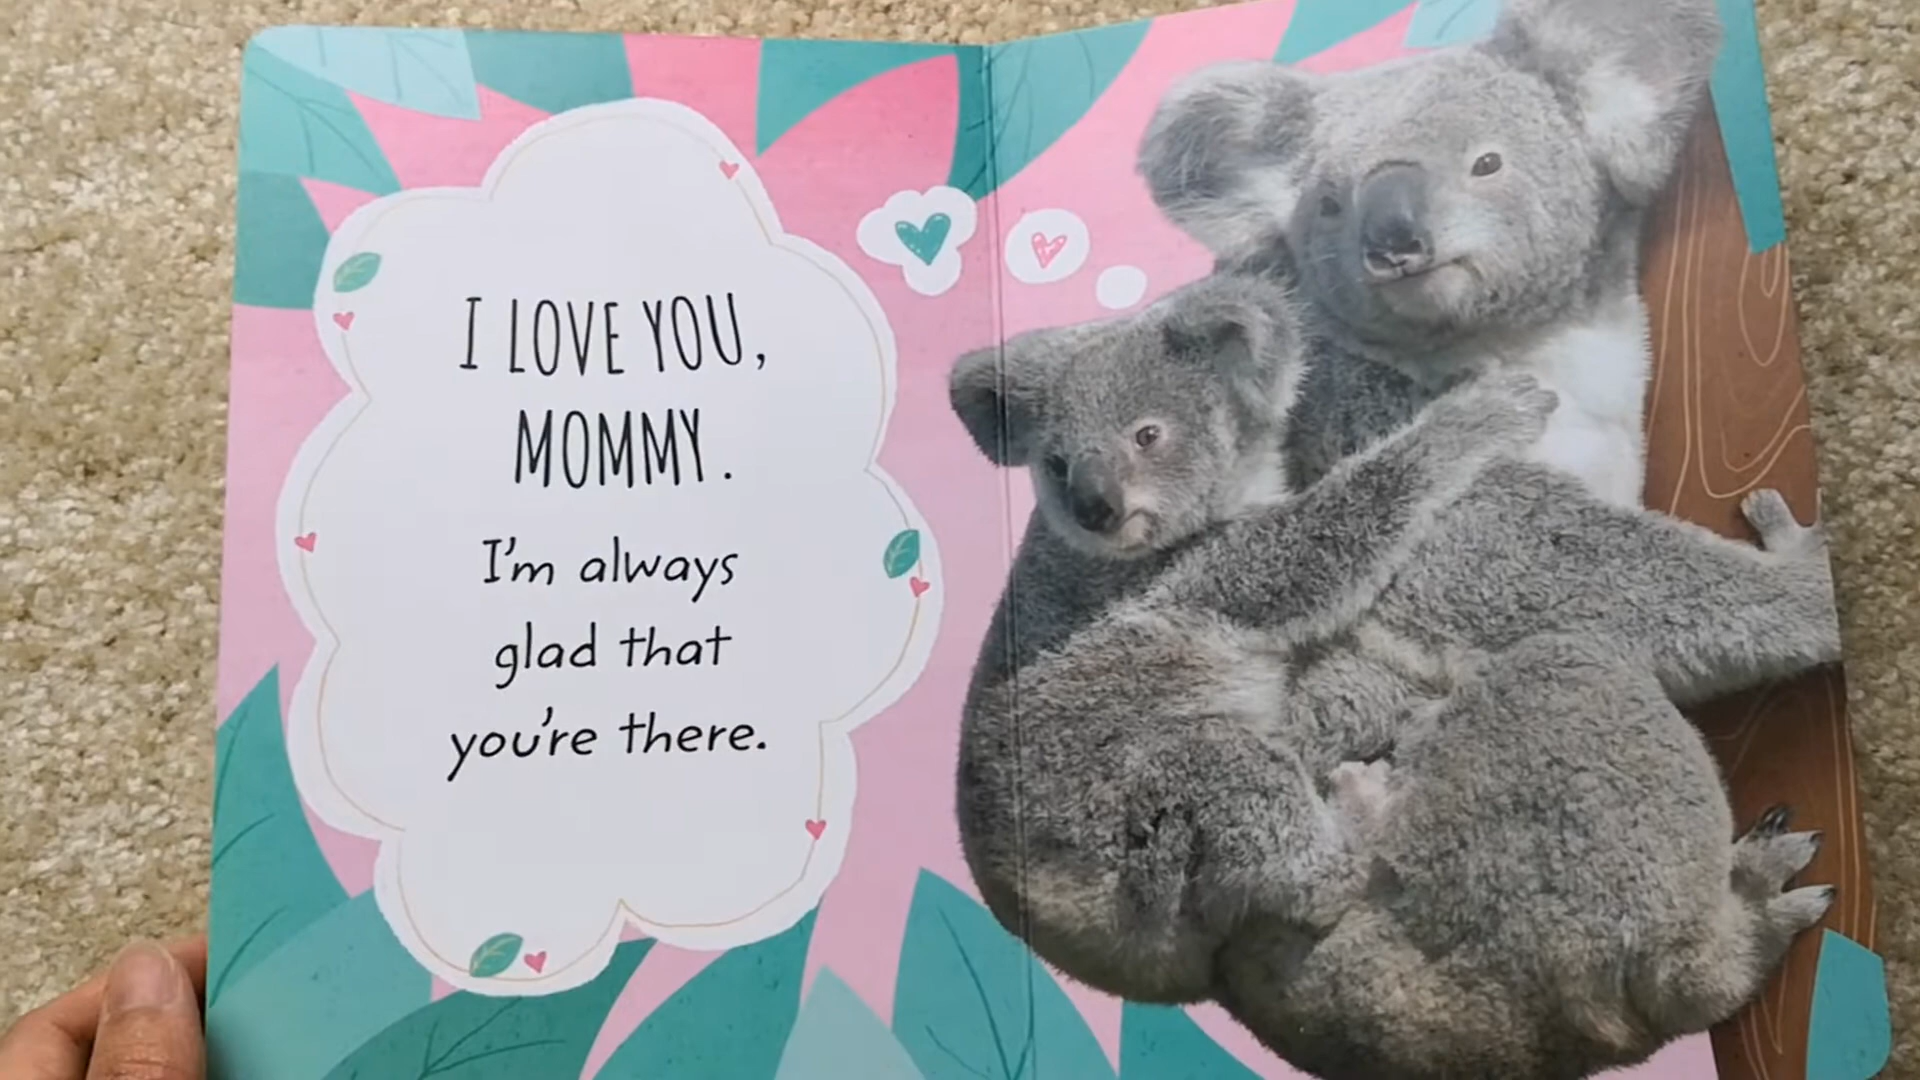 I LOVE YOU,
MOMMY.
I'm always
glad that
you're there.